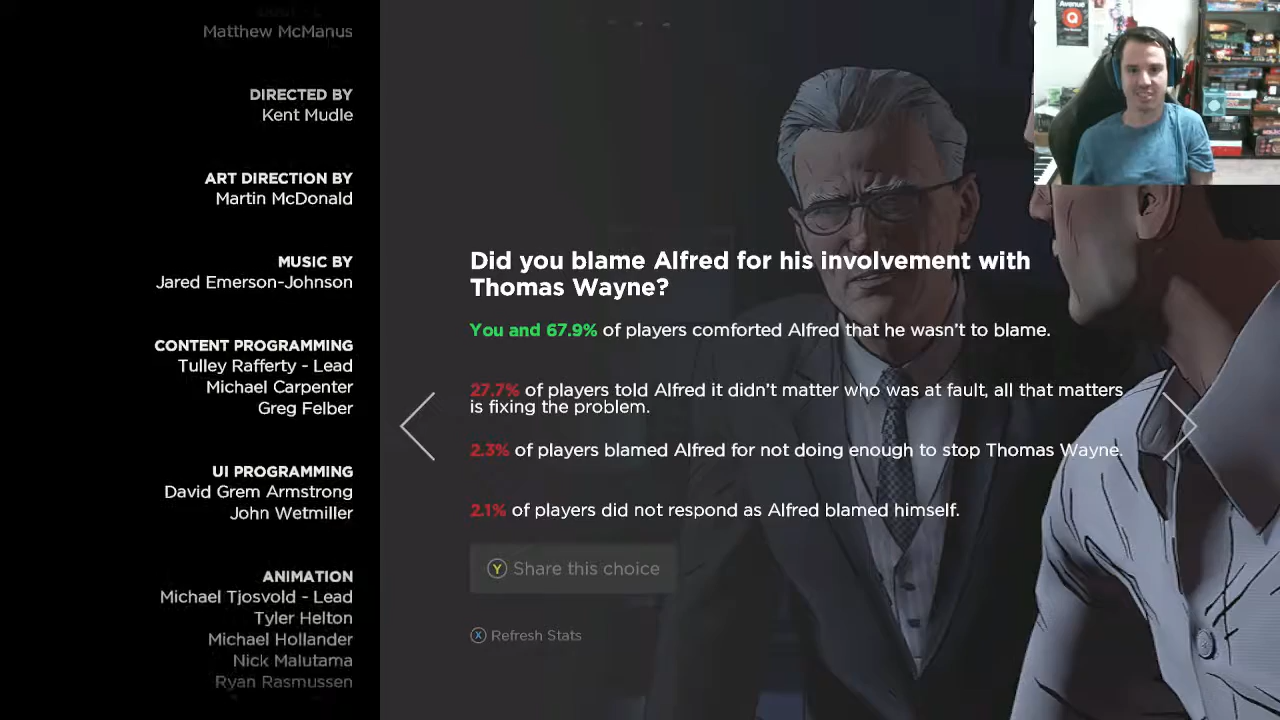 Matthew McManus
DIRECTED BY
Kent Mudle
ART DIRECTION BY
Martin McDonald
MUSIC BY
Jared Emerson-Johnson
CONTENT PROGRAMMING
Tulley Rafferty - Lead
Michael Carpenter
Greg Felber
UI PROGRAMMING
David Grem Armstrong
John Wetmiller
ANIMATION
Michael Tjosvold - Lead
Tyler Helton
Michael Hollander
Nick Malutama
Ryan Rasmussen
Did you blame Alfred for his involvement with
Thomas Wayne?
You and 67.9% of players comforted Alfred that he wasn't to blame.
27.7% of players told Alfred it didn't matter who was at fault, all that matters
is fixing the problem.
2.3% of players blamed Alfred for not doing enough to stop Thomas Wayne.
2.1% of players did not respond as Alfred blamed himself.
Y Share this choice
X Refresh Stats
Avenue
Q